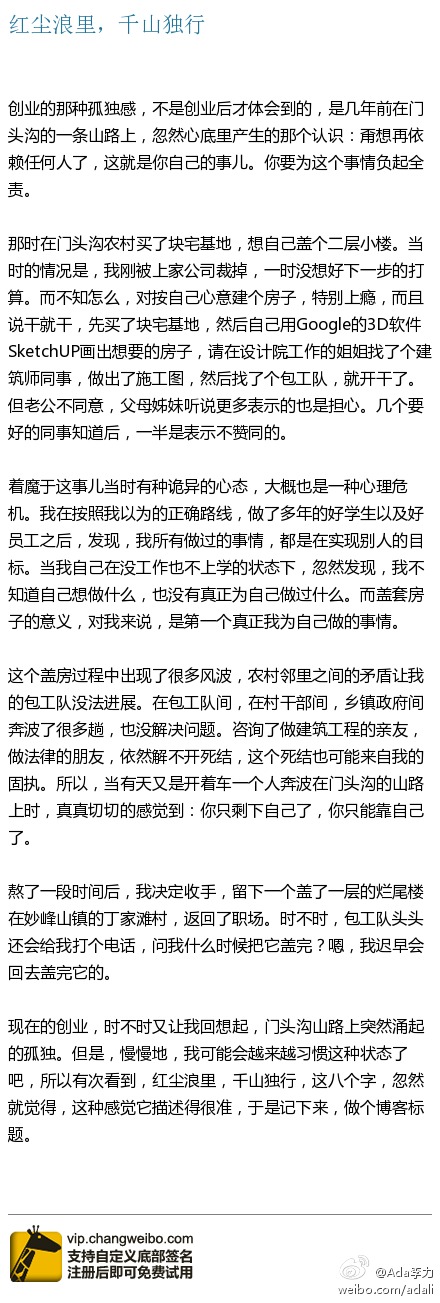 红尘浪里，千山独行
创业的那种孤独感，不是创业后才体会到的，是几年前在门
头沟的一条山路上，忽然心底里产生的那个认识：甭想再依
赖任何人了，这就是你自己的事儿。你要为这个事情负起全
责。
那时在门头沟农村买了块宅基地，想自己盖个二层小楼。当
时的情况是，我刚被上家公司裁掉，一时没想好下一步的打
算。而不知怎么，对按自己心意建个房子，特别上瘾，而且
说干就干，先买了块宅基地，然后自己用Google的3D软件
SketchUP画出想要的房子，请在设计院工作的姐姐找了个建
筑师同事，做出了施工图，然后找了个包工队，就开干了。
但老公不同意，父母姊妹听说更多表示的也是担心。几个要
好的同事知道后，一半是表示不赞同的。
着魔于这事儿当时有种诡异的心态，大概也是一种心理危
机。我在按照我以为的正确路线，做了多年的好学生以及好
员工之后，发现，我所有做过的事情，都是在实现别人的目
标。当我自己在没工作也不上学的状态下，忽然发现，我不
知道自己想做什么，也没有真正为自己做过什么。而盖套房
子的意义，对我来说，是第一个真正我为自己做的事情。
这个盖房过程中出现了很多风波，农村邻里之间的矛盾让我
的包工队没法进展。在包工队间，在村干部间，乡镇政府间
奔波了很多趟，也没解决问题。咨询了做建筑工程的亲友，
做法律的朋友，依然解不开死结，这个死结也可能来自我的
固执。所以，当有天又是开着车一个人奔波在门头沟的山路
上时，真真切切的感觉到：你只剩下自己了，你只能靠自己
了。
熬了一段时间后，我决定收手，留下一个盖了一层的烂尾楼
在妙峰山镇的丁家滩村，返回了职场。时不时，包工队头头
还会给我打个电话，问我什么时候把它盖完？嗯，我迟早会
回去盖完它的。
现在的创业，时不时又让我回想起，门头沟山路上突然涌起
的孤独。但是，慢慢地，我可能会越来越习惯这种状态了
吧，所以有次看到，红尘浪里，千山独行，这八个字，忽然
就觉得，这种感觉它描述得很准，于是记下来，做个博客标
题。
vip.changweibo.com
支持自定义底部签名
注册后即可免费试用
@Ada李力
weibo.com/adali